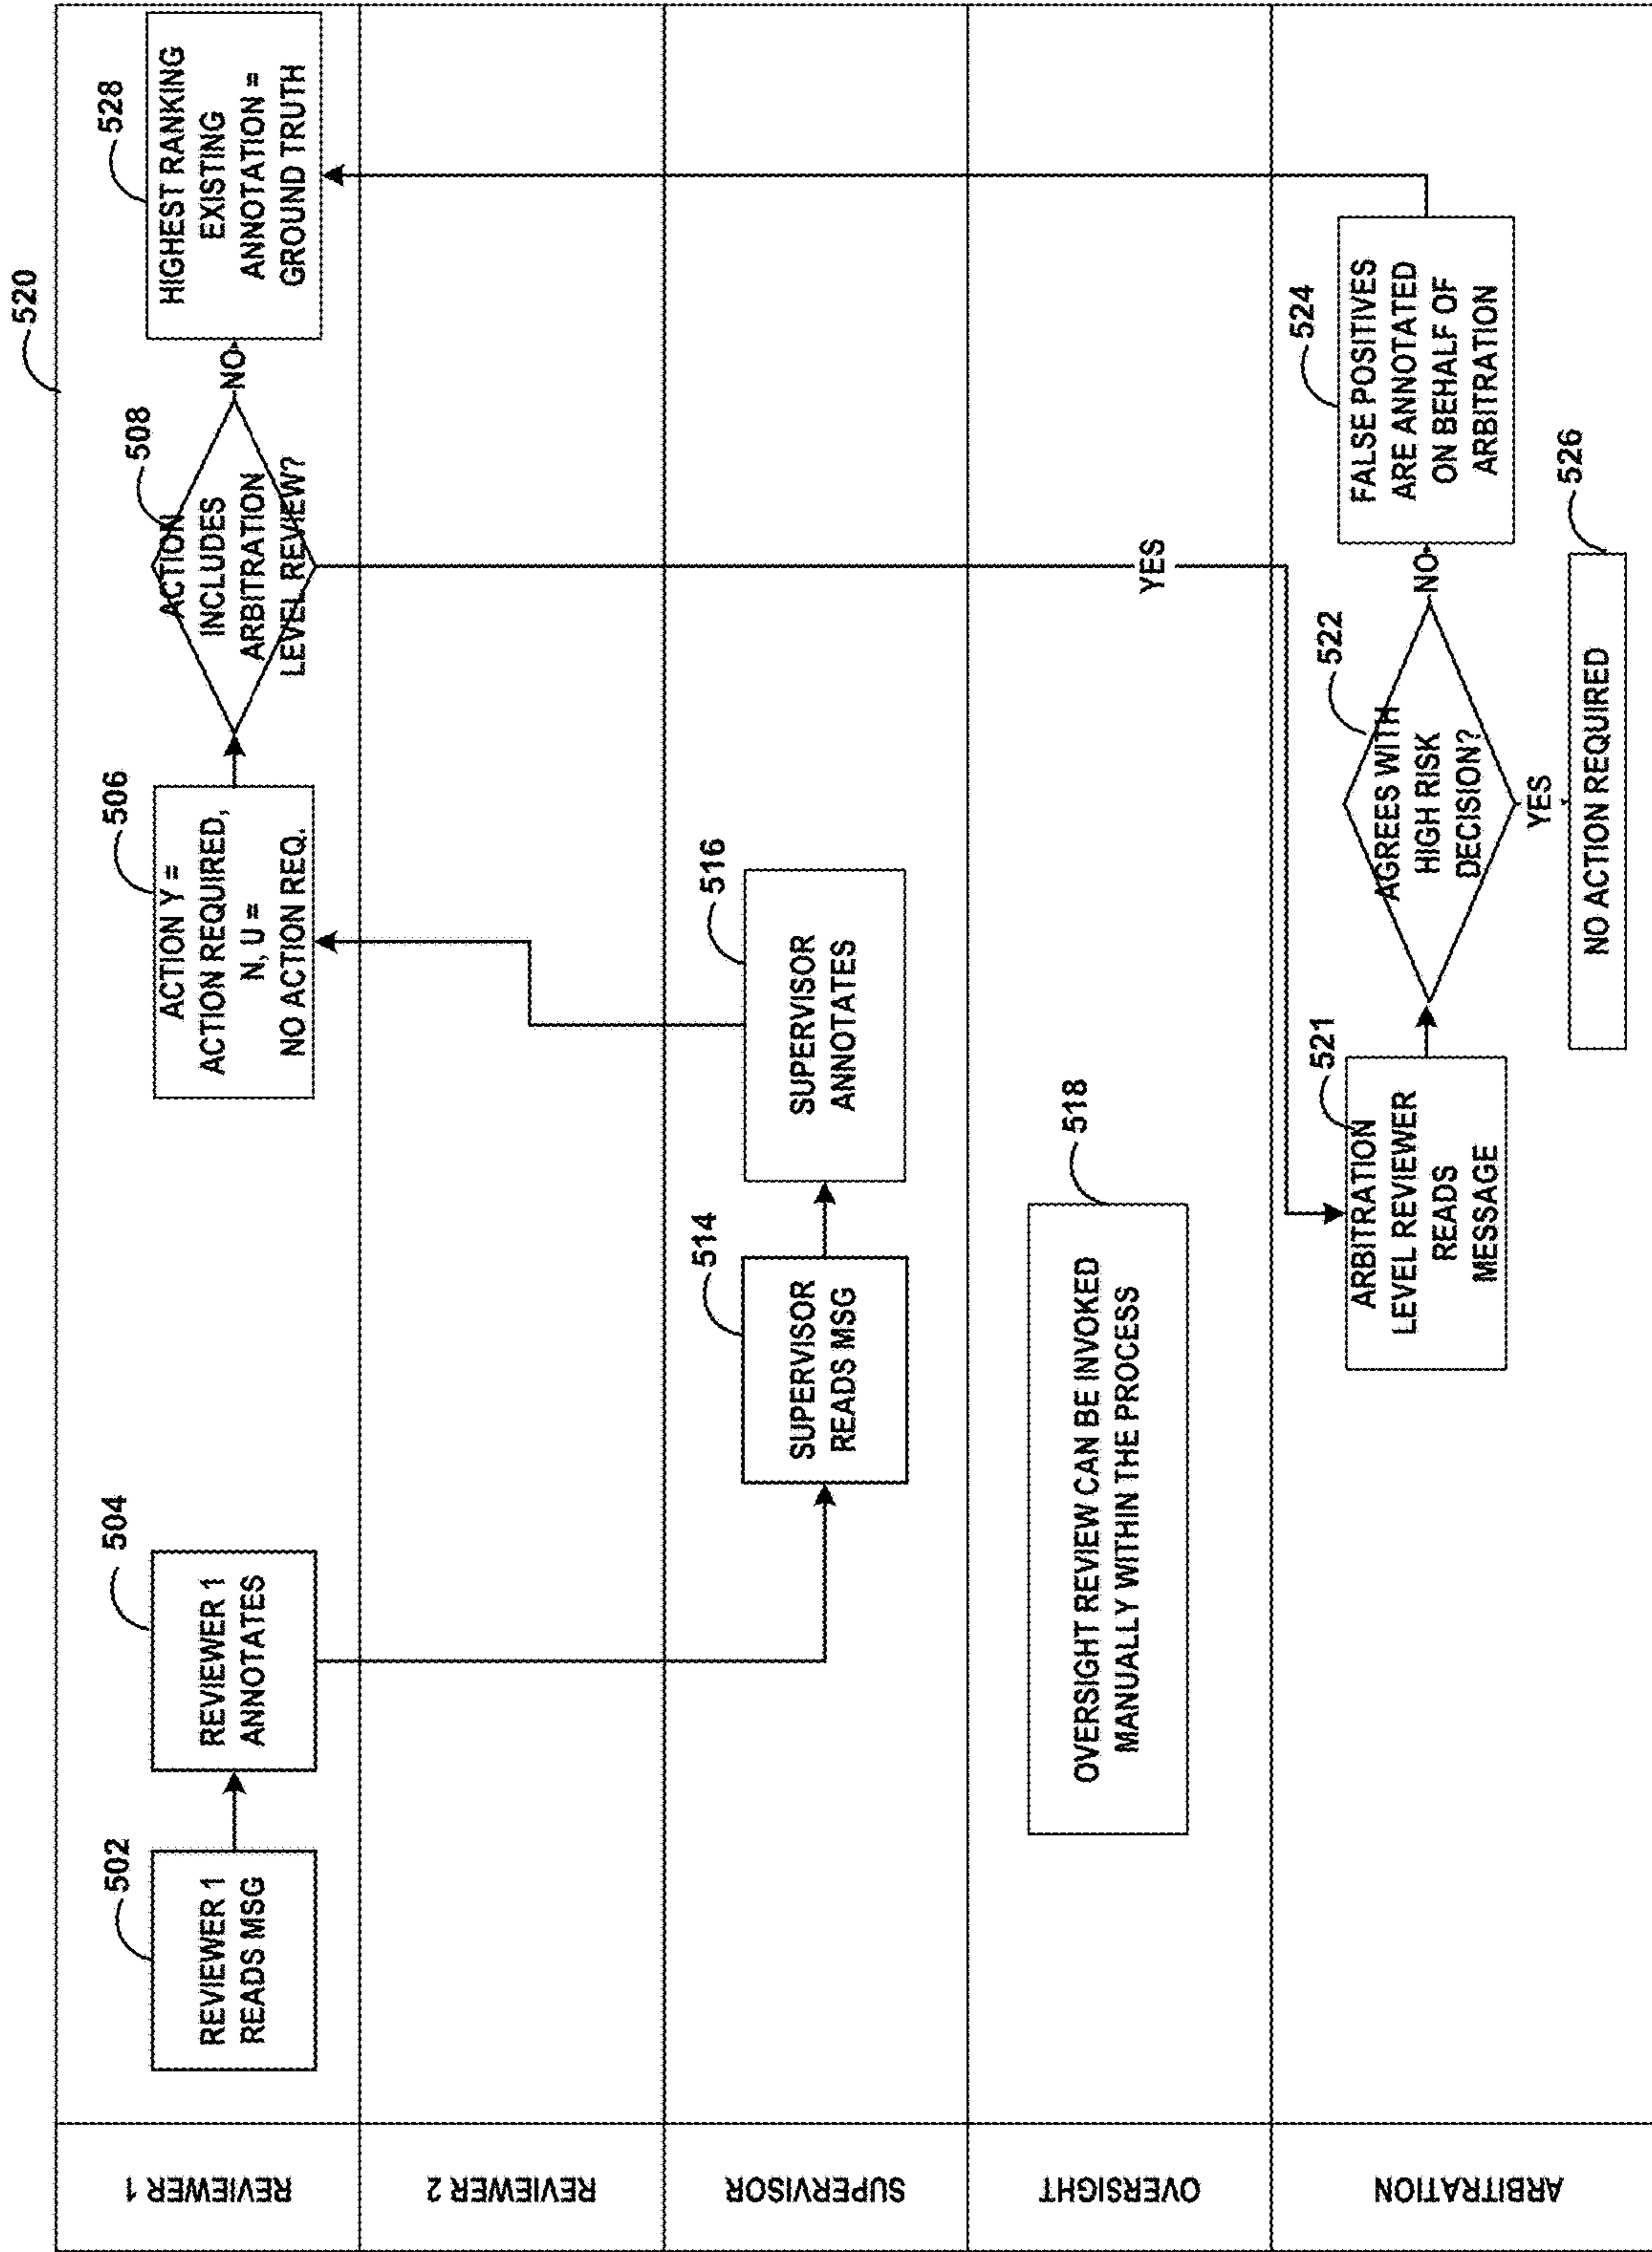 520
REVIEWER 1
502
REVIEWER 1
READS MSG
504
REVIEWER 1
ANNOTATES
506
ACTION Y =
ACTION REQUIRED,
N, U =
NO ACTION REQ.
508
ACTION
INCLUDES
ARBITRATION
LEVEL REVIEW?
NO
528
HIGHEST RANKING
EXISTING
ANNOTATION =
GROUND TRUTH
REVIEWER 2
SUPERVISOR
514
SUPERVISOR
READS MSG
516
SUPERVISOR
ANNOTATES
OVERSIGHT
518
OVERSIGHT REVIEW CAN BE INVOKED
MANUALLY WITHIN THE PROCESS
YES
ARBITRATION
521
ARBITRATION
LEVEL REVIEWER
READS
MESSAGE
522
AGREES WITH
HIGH RISK
DECISION?
NO
524
FALSE POSITIVES
ARE ANNOTATED
ON BEHALF OF
ARBITRATION
YES
526
NO ACTION REQUIRED